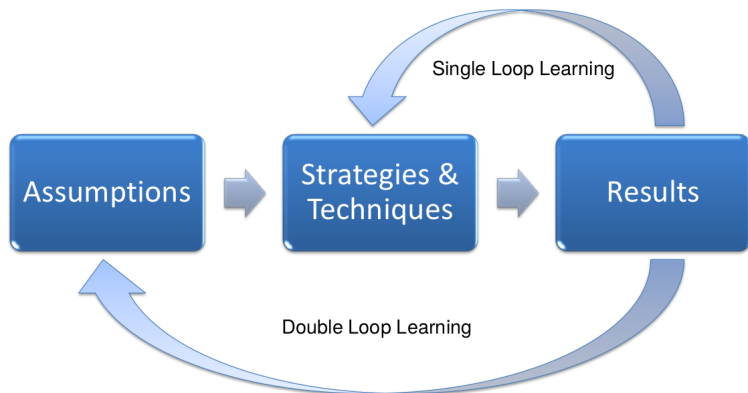 Single Loop Learning
Assumptions
Strategies &
Techniques
Results
Double Loop Learning